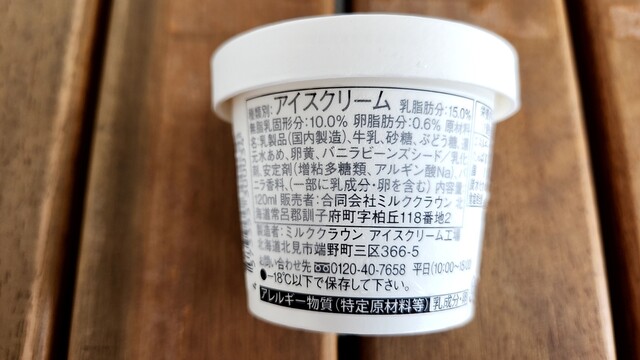 種類別:アイスクリーム 乳脂肪分:15.0%
無脂乳固形分:10.0% 卵脂肪分:0.6% 原材料
名:乳製品(国内製造)、牛乳、砂糖、ぶどう糖、還
元水あめ、卵黄、バニラビーンズシード/乳化
剤、安定剤(増粘多糖類、アルギン酸Na)、バ
ニラ香料、(一部に乳成分・卵を含む) 内容量:
120ml 販売者:合同会社ミルククラウン 北
海道常呂郡訓子府町字柏丘118番地2
製造者:ミルククラウン アイスクリーム工場
北海道北見市端野町三区366-5
お問い合わせ先 0120-40-7658 平日(10:00~
●-18℃以下で保存して下さい。
アレルギー物質(特定原材料等) 乳成分・